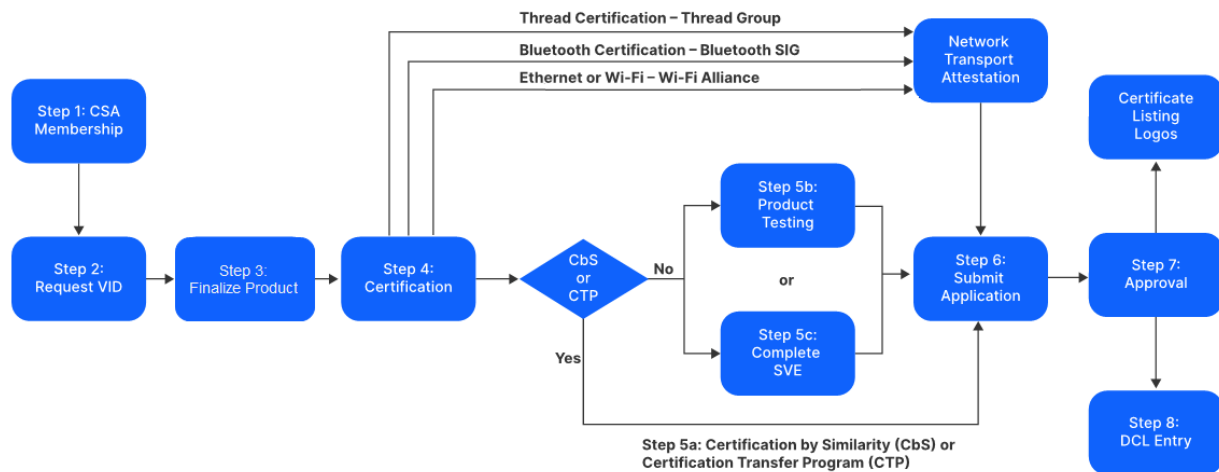 Thread Certification – Thread Group
Bluetooth Certification – Bluetooth SIG
Ethernet or Wi-Fi – Wi-Fi Alliance
Network
Transport
Attestation
Step 1: CSA
Membership
Certificate
Listing
Logos
Step 2:
Request VID
Step 3:
Finalize Product
Step 4:
Certification
CbS
or
CTP
No
Yes
Step 5b:
Product
Testing
or
Step 5c:
Complete
SVE
Step 6:
Submit
Application
Step 7:
Approval
Step 8:
DCL Entry
Step 5a: Certification by Similarity (CbS) or
Certification Transfer Program (CTP)